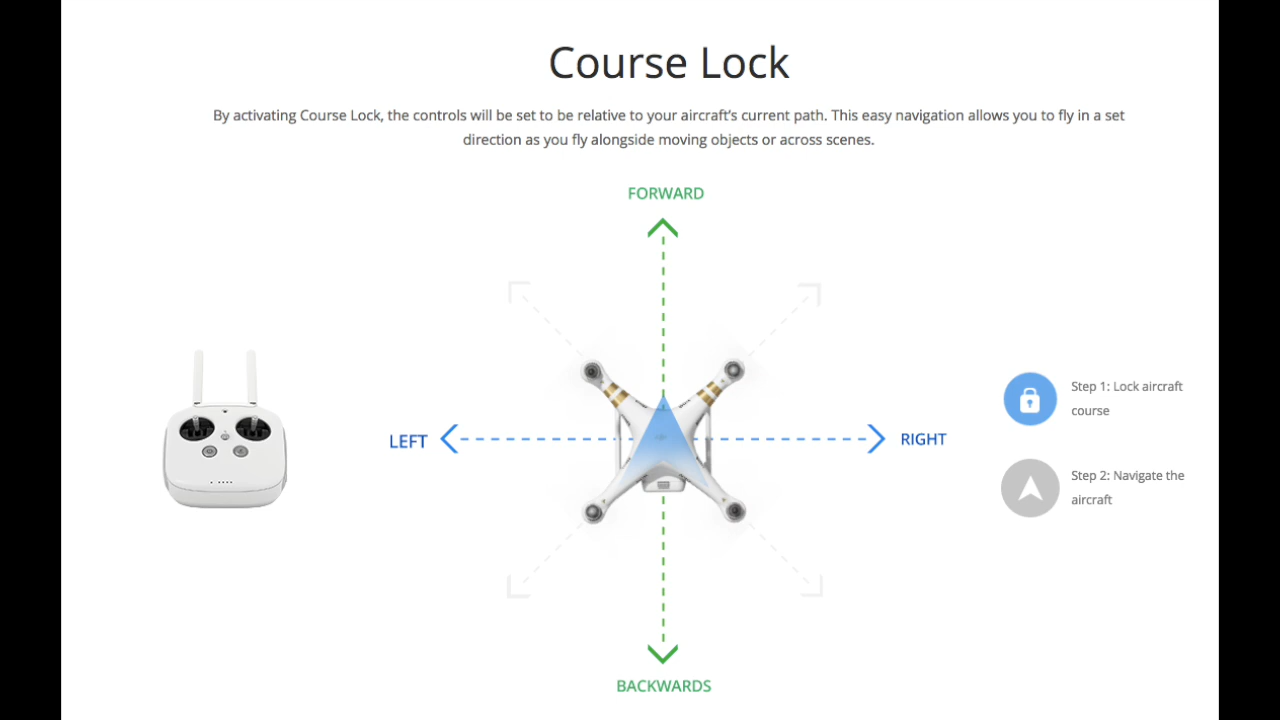 Course Lock
By activating Course Lock, the controls will be set to be relative to your aircraft's current path. This easy navigation allows you to fly in a set
direction as you fly alongside moving objects or across scenes.
FORWARD
LEFT
RIGHT
Step 1: Lock aircraft
course
Step 2: Navigate the
aircraft
BACKWARDS